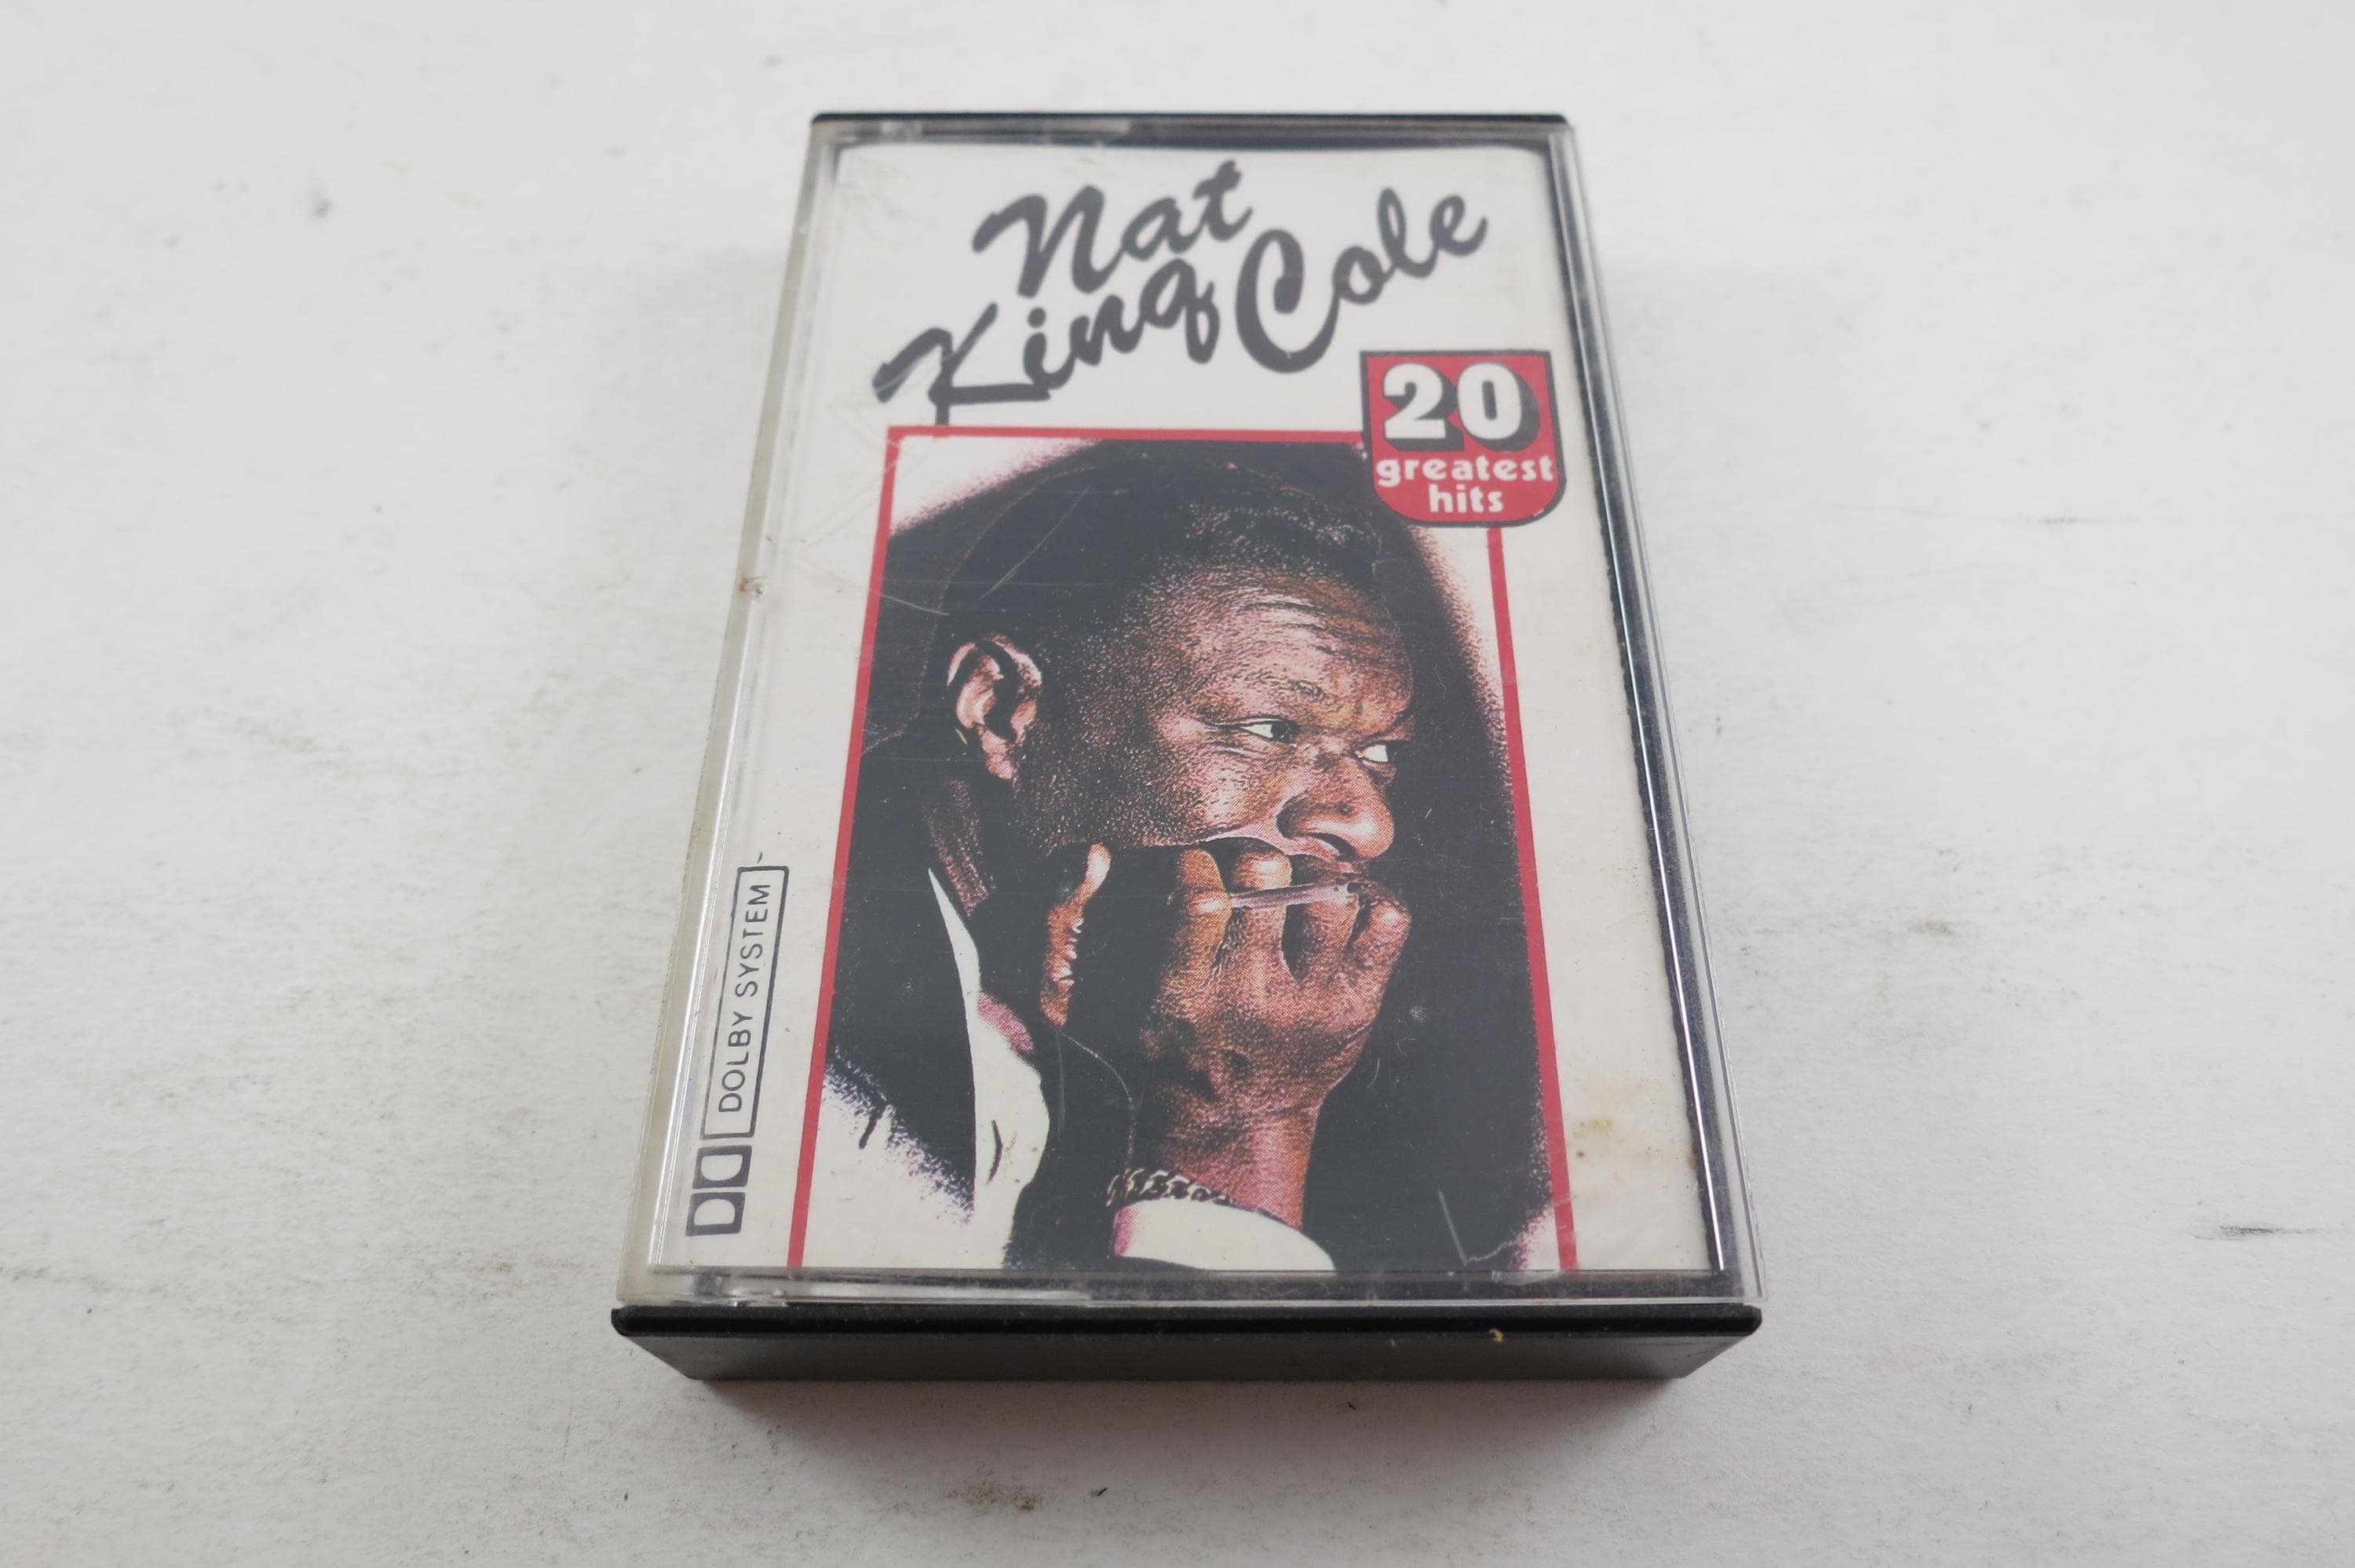 Nat
King Cole
20
greatest
hits
DOLBY SYSTEM